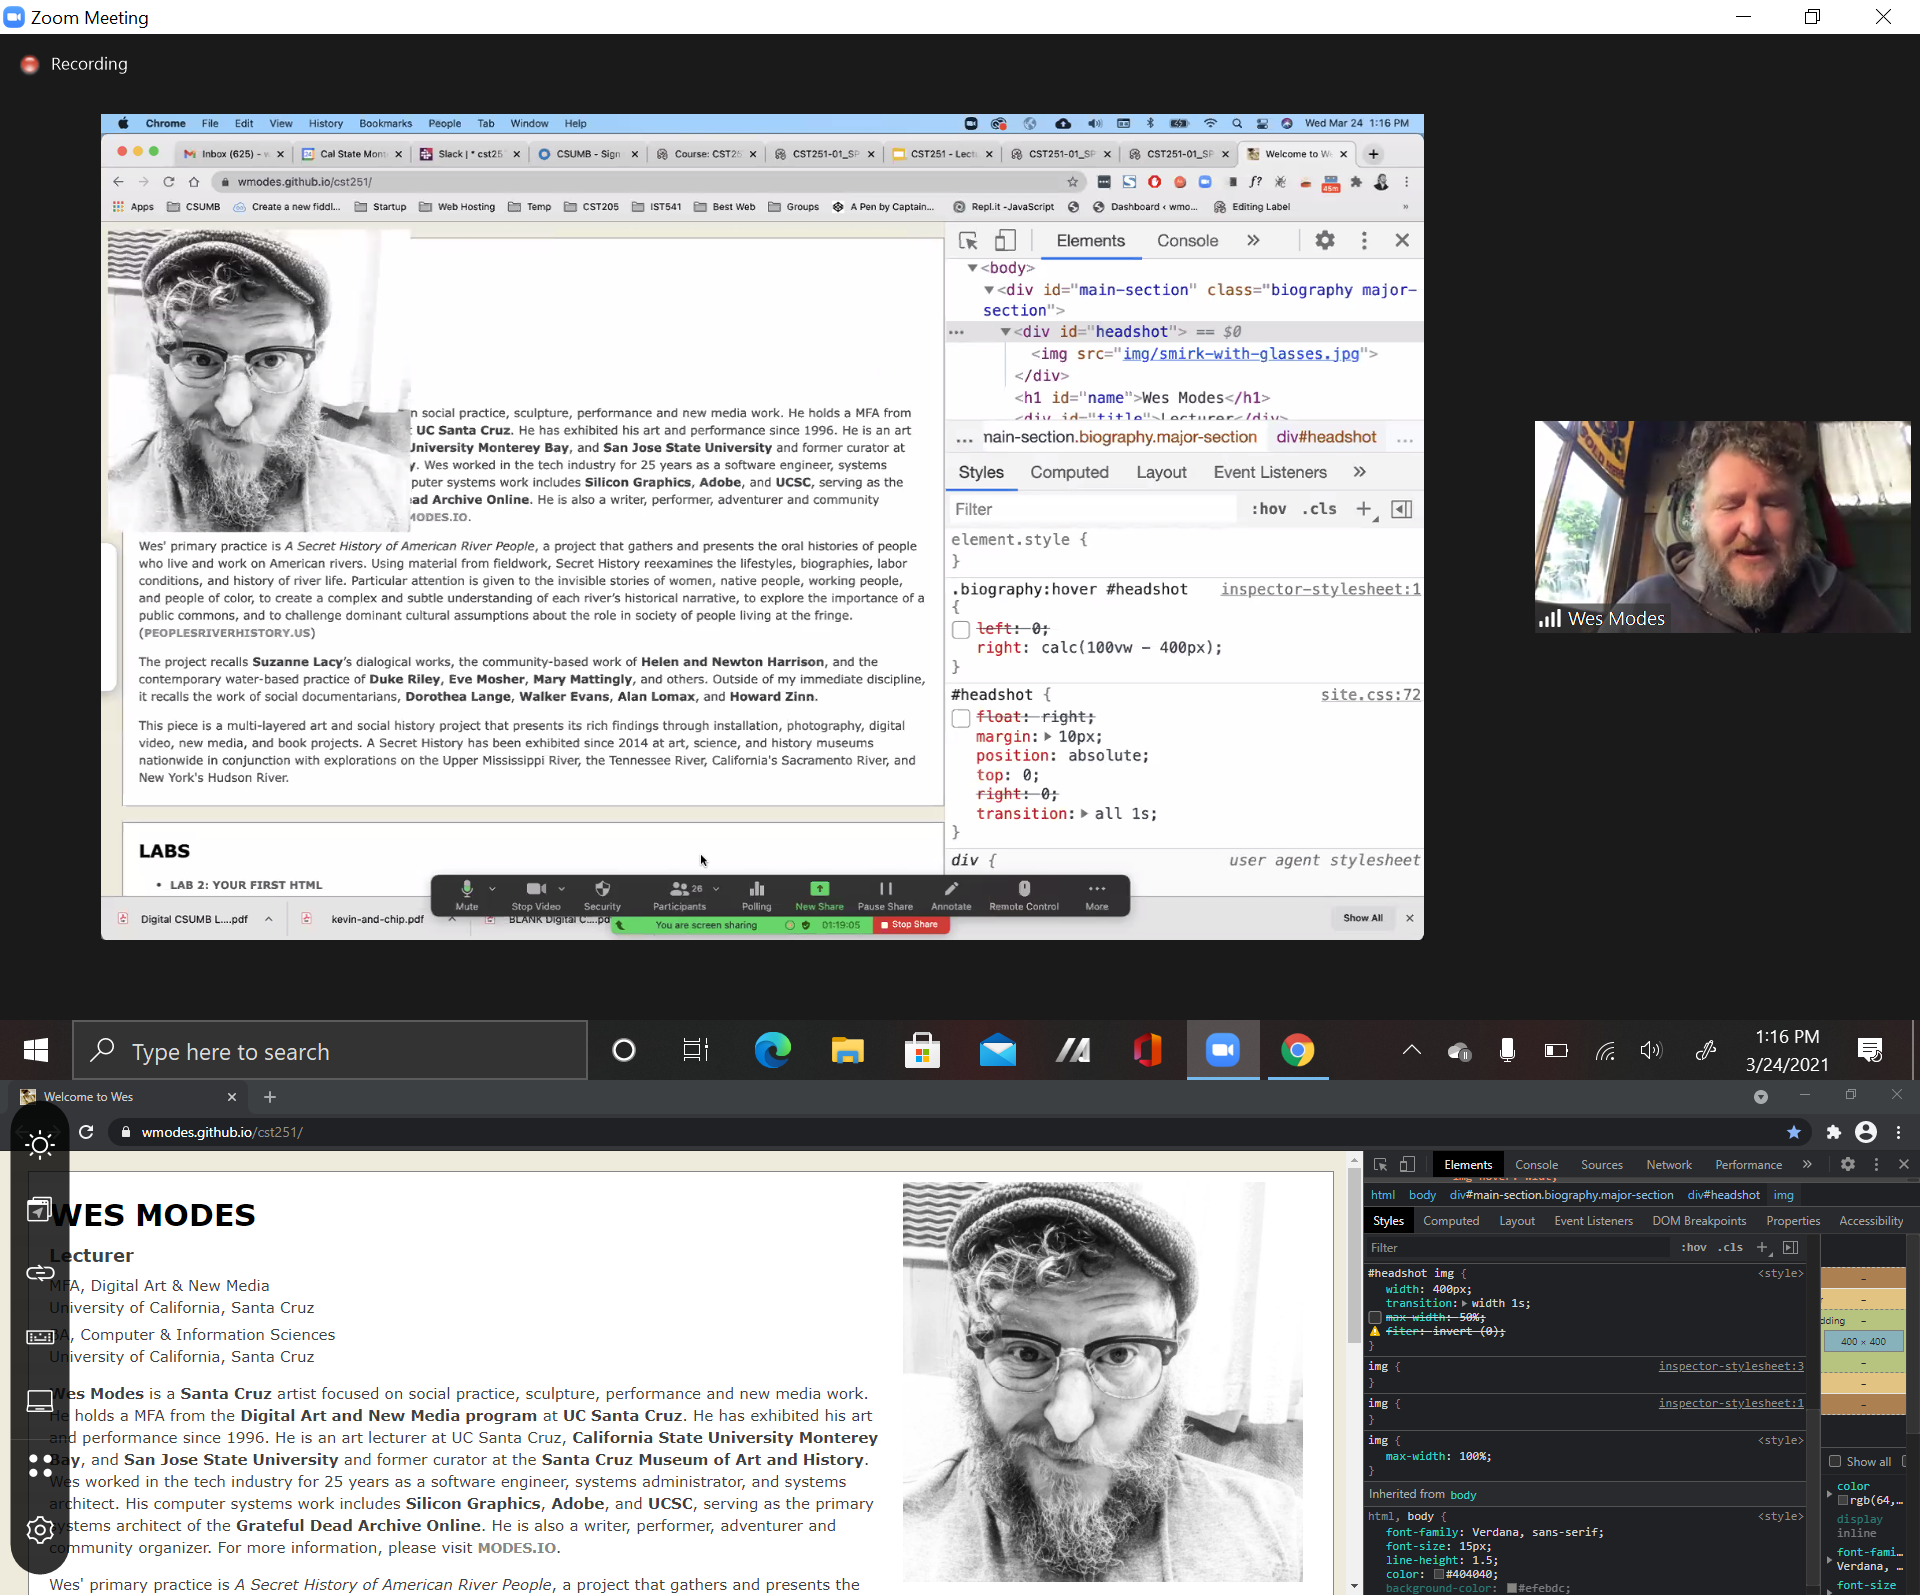 Zoom Meeting
Recording
Chrome File Edit View History Bookmarks People Tab Window Help
Wed Mar 24 1:16 PM
Inbox (625) - Cal State Mont Slack | * cst25 CSUMB - Sign Course: CST25 CST251-01_SP CST251 - Lect CST251-01_SP CST251-01_SP Welcome to W
wmodes.github.io/cst251/
f? 45m
Apps CSUMB Create a new fiddl... Startup Web Hosting Temp CST205 IST541 Best Web Groups A Pen by Captain... Repl.it -JavaScript Dashboard ‹ wmo... Editing Label »
n social practice, sculpture, performance and new media work. He holds a MFA from
UC Santa Cruz. He has exhibited his art and performance since 1996. He is an art
University Monterey Bay, and San Jose State University and former curator at
y. Wes worked in the tech industry for 25 years as a software engineer, systems
puter systems work includes Silicon Graphics, Adobe, and UCSC, serving as the
ad Archive Online. He is also a writer, performer, adventurer and community
MODES.IO.
Wes' primary practice is A Secret History of American River People, a project that gathers and presents the oral histories of people
who live and work on American rivers. Using material from fieldwork, Secret History reexamines the lifestyles, biographies, labor
conditions, and history of river life. Particular attention is given to the invisible stories of women, native people, working people,
and people of color, to create a complex and subtle understanding of each river's historical narrative, to explore the importance of a
public commons, and to challenge dominant cultural assumptions about the role in society of people living at the fringe.
(PEOPLESRIVERHISTORY.US)
The project recalls Suzanne Lacy's dialogical works, the community-based work of Helen and Newton Harrison, and the
contemporary water-based practice of Duke Riley, Eve Mosher, Mary Mattingly, and others. Outside of my immediate discipline,
it recalls the work of social documentarians, Dorothea Lange, Walker Evans, Alan Lomax, and Howard Zinn.
This piece is a multi-layered art and social history project that presents its rich findings through installation, photography, digital
video, new media, and book projects. A Secret History has been exhibited since 2014 at art, science, and history museums
nationwide in conjunction with explorations on the Upper Mississippi River, the Tennessee River, California's Sacramento River, and
New York's Hudson River.
LABS
• LAB 2: YOUR FIRST HTML
Elements Console »
<body>
<div id="main-section" class="biography major-
section">
... <div id="headshot"> == $0
<img src="img/smirk-with-glasses.jpg">
</div>
<h1 id="name">Wes Modes</h1>
<div id="title">Lecturer</div>
... main-section.biography.major-section div#headshot ...
Styles Computed Layout Event Listeners »
Filter :hov .cls +
element.style {
}
.biography:hover #headshot inspector-stylesheet:1
{
left: 0;
right: calc(100vw - 400px);
}
#headshot { site.css:72
float: right;
margin: 10px;
position: absolute;
top: 0;
right: 0;
transition: all 1s;
}
div { user agent stylesheet
Mute Stop Video Security 26 Participants Polling New Share Pause Share Annotate Remote Control More
You are screen sharing 01:19:05 Stop Share
Digital CSUMB L....pdf kevin-and-chip.pdf BLANK Digital C....pd Show All
Wes Modes
Type here to search
1:16 PM
3/24/2021
Welcome to Wes
wmodes.github.io/cst251/
WES MODES
Lecturer
MFA, Digital Art & New Media
University of California, Santa Cruz
BA, Computer & Information Sciences
University of California, Santa Cruz
Wes Modes is a Santa Cruz artist focused on social practice, sculpture, performance and new media work.
He holds a MFA from the Digital Art and New Media program at UC Santa Cruz. He has exhibited his art
and performance since 1996. He is an art lecturer at UC Santa Cruz, California State University Monterey
Bay, and San Jose State University and former curator at the Santa Cruz Museum of Art and History.
Wes worked in the tech industry for 25 years as a software engineer, systems administrator, and systems
architect. His computer systems work includes Silicon Graphics, Adobe, and UCSC, serving as the primary
systems architect of the Grateful Dead Archive Online. He is also a writer, performer, adventurer and
community organizer. For more information, please visit MODES.IO.
Wes' primary practice is A Secret History of American River People, a project that gathers and presents the
Elements Console Sources Network Performance »
html body div#main-section.biography.major-section div#headshot img
Styles Computed Layout Event Listeners DOM Breakpoints Properties Accessibility
Filter :hov .cls +
#headshot img { <style>
width: 400px;
transition: width 1s;
max-width: 50%;
fiter: invert (0);
}
img { inspector-stylesheet:3
}
img { inspector-stylesheet:1
}
img { <style>
max-width: 100%;
}
Inherited from body
html, body { <style>
font-family: Verdana, sans-serif;
font-size: 15px;
line-height: 1.5;
color: #404040;
background-color: #efebdc;
dding
400 × 400
Show all
color
rgb(64,...
display
inline
font-fami...
Verdana, ...
font-size